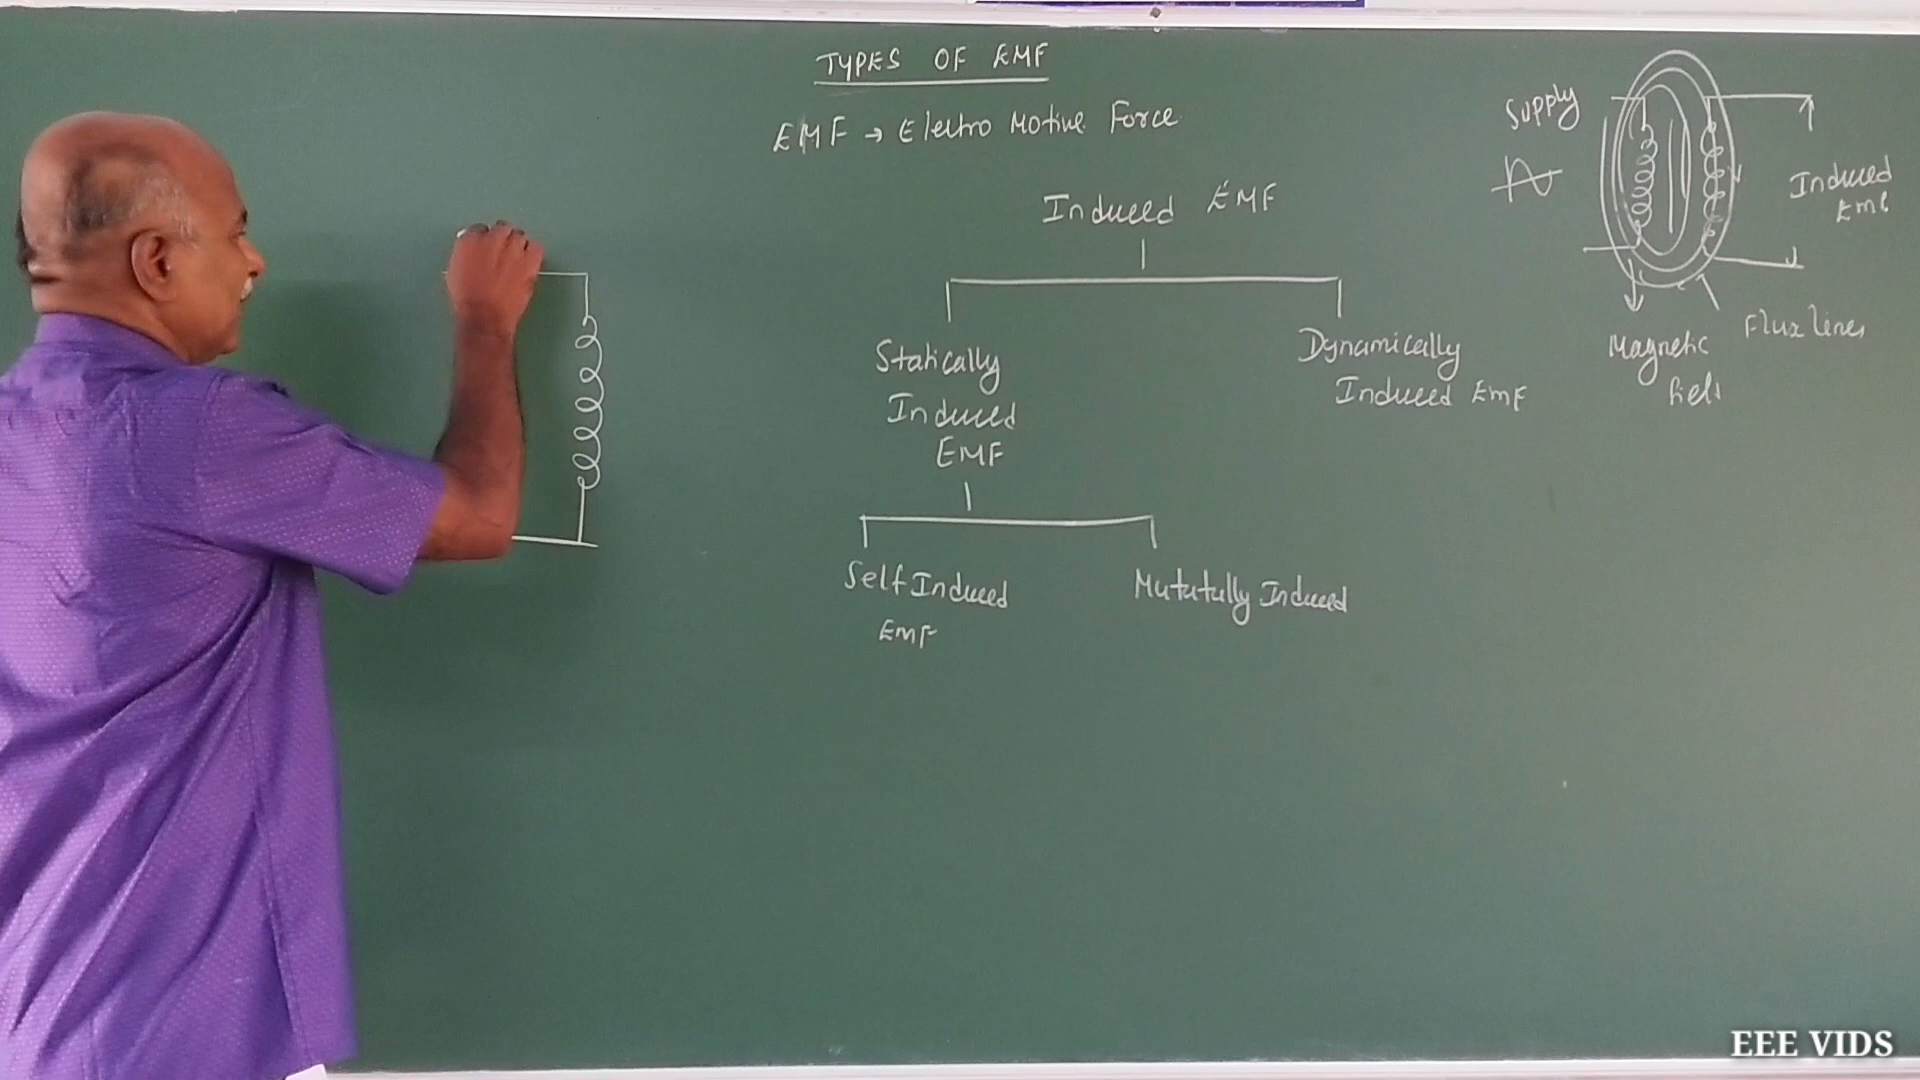 TYPES OF EMF
EMF → Electro Motive Force
Induced EMF
Statically
Induced
EMF
Dynamically
Induced EMF
Self Induced
EMF
Mutatully Induced
Supply
Induced
EMf
Magnetic
field
Flux lines
EEE VIDS